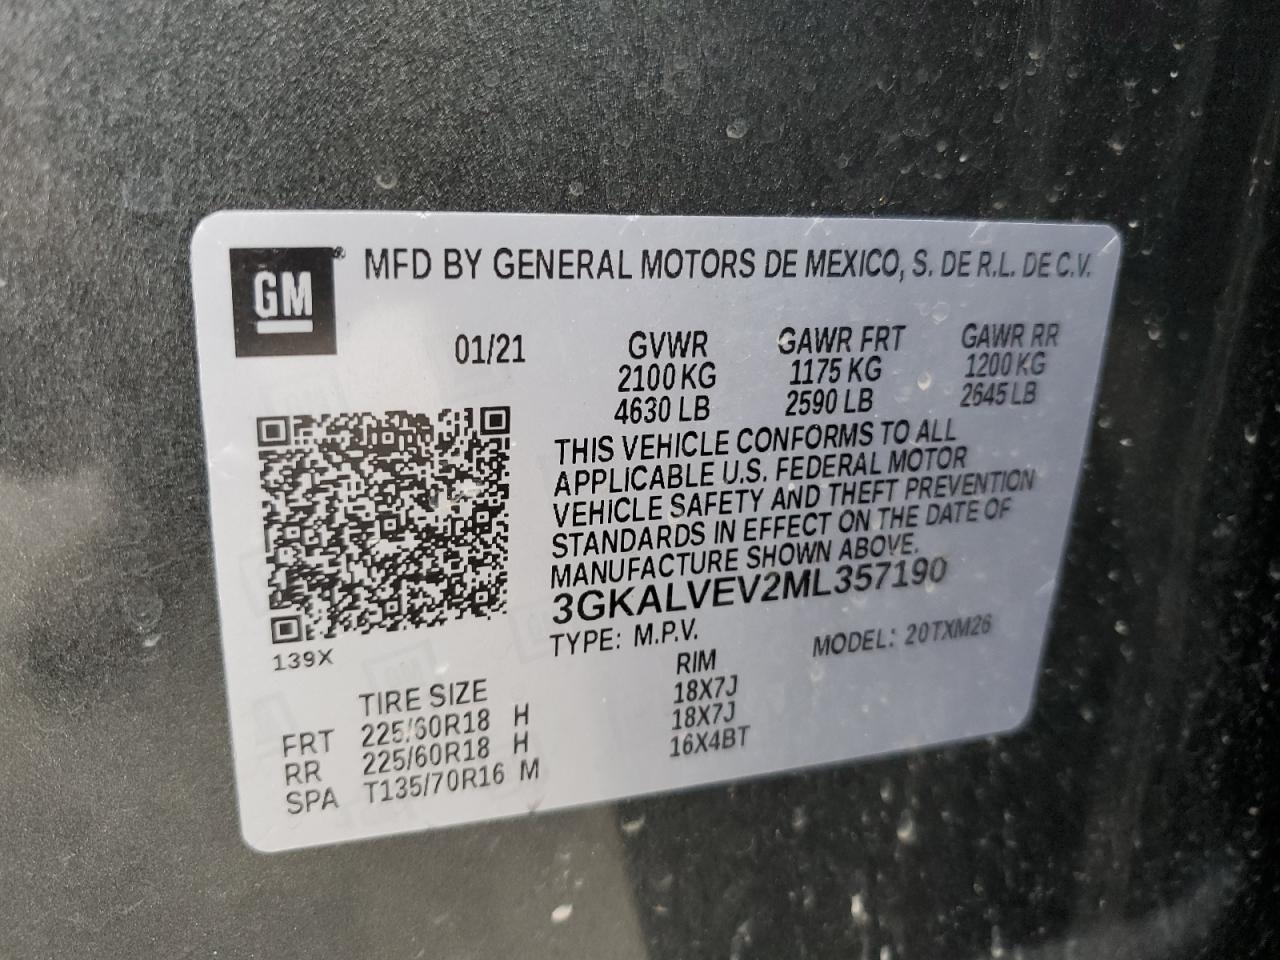 GM ® MFD BY GENERAL MOTORS DE MEXICO, S. DE R.L. DE C.V.
01/21 GVWR GAWR FRT GAWR RR
2100 KG 1175 KG 1200 KG
4630 LB 2590 LB 2645 LB
THIS VEHICLE CONFORMS TO ALL
APPLICABLE U.S. FEDERAL MOTOR
VEHICLE SAFETY AND THEFT PREVENTION
STANDARDS IN EFFECT ON THE DATE OF
MANUFACTURE SHOWN ABOVE.
3GKALVEV2ML357190
TYPE: M.P.V. MODEL: 20TXM26
139X
TIRE SIZE RIM
FRT 225/60R18 H 18X7J
RR 225/60R18 H 18X7J
SPA T135/70R16 M 16X4BT